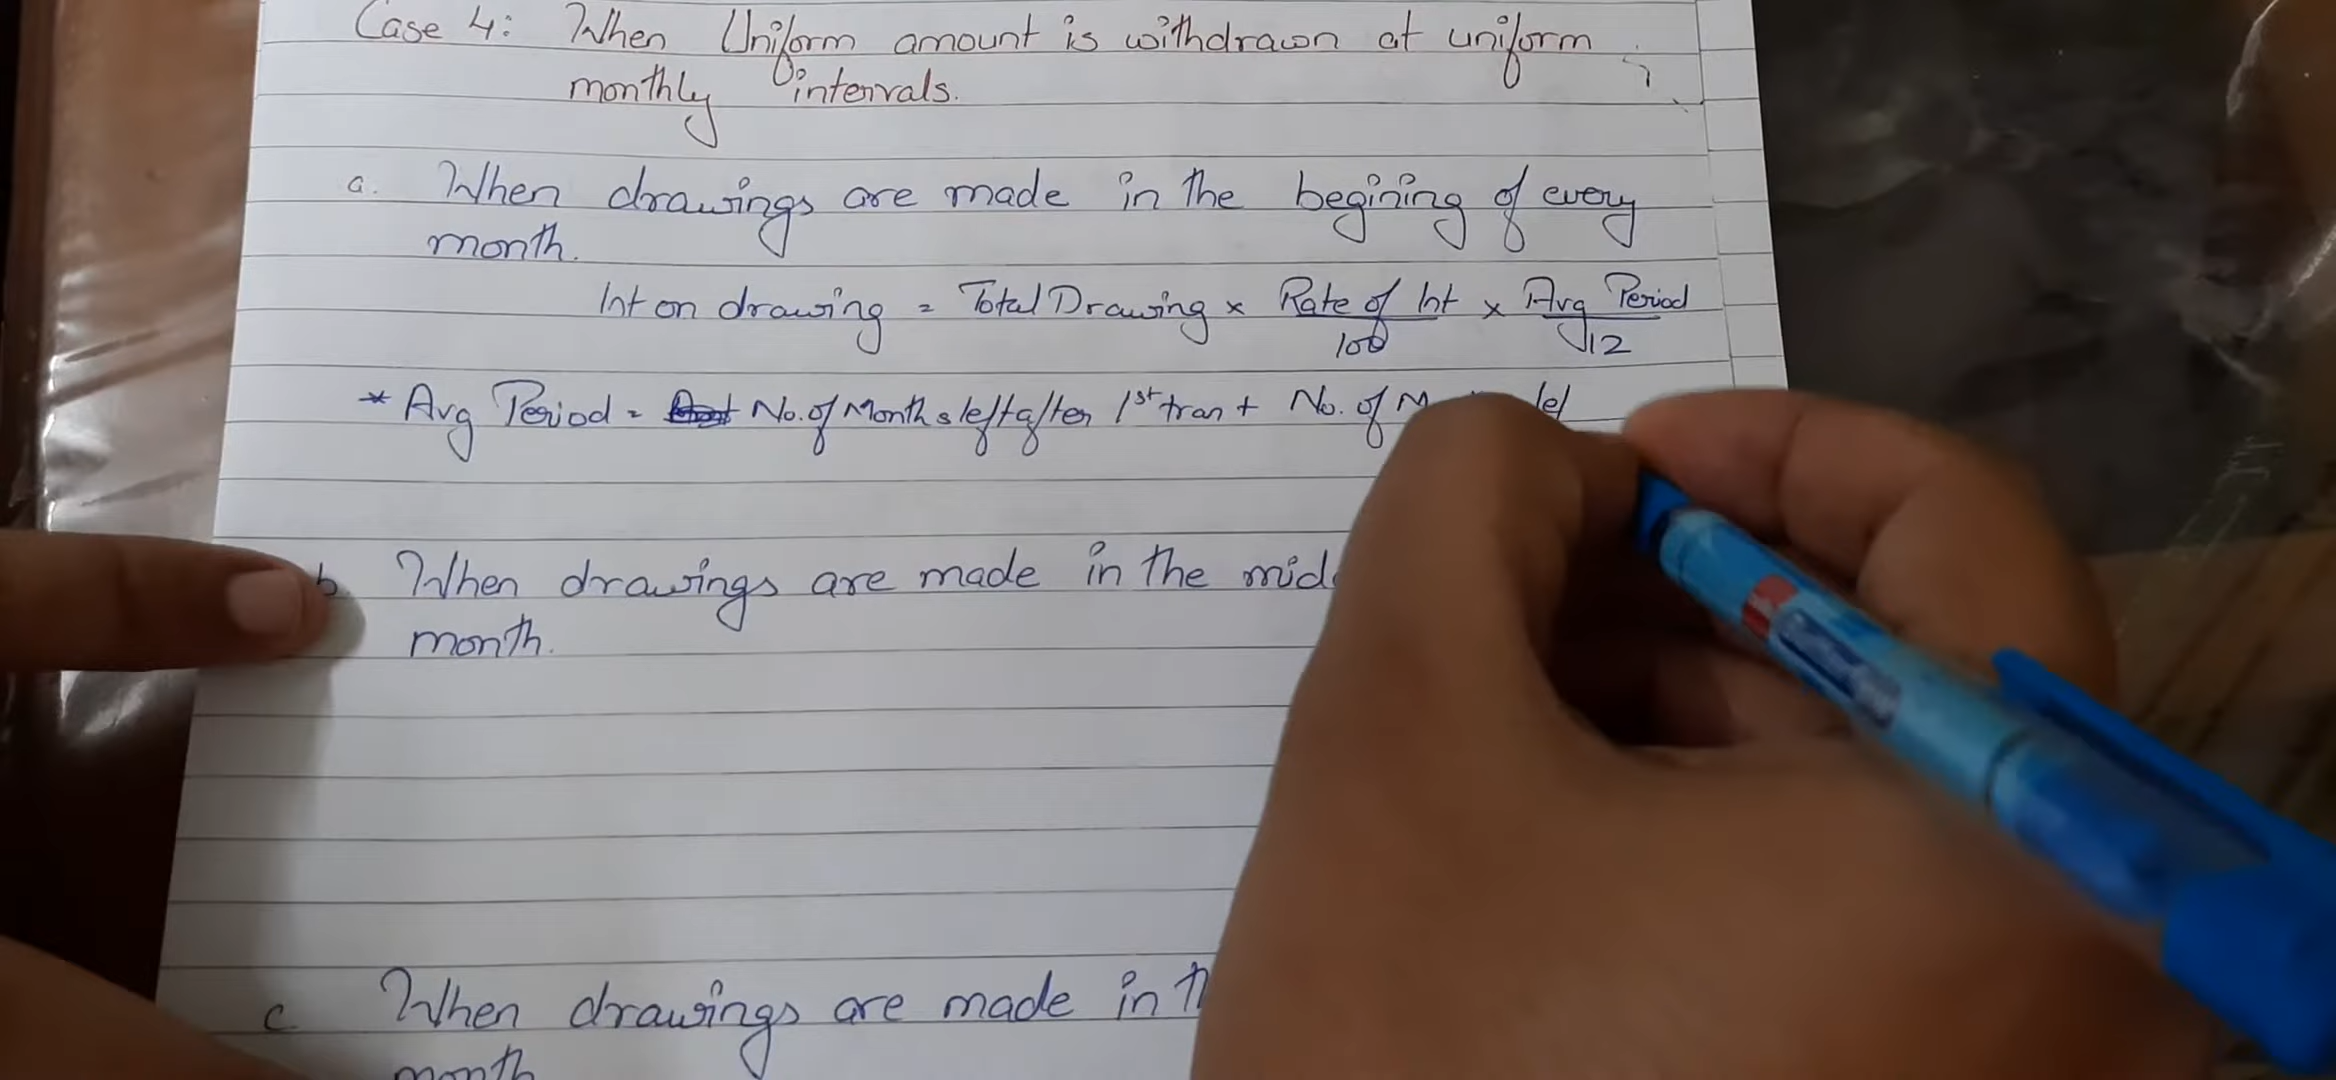 Case 4: When Uniform amount is withdrawn at uniform
monthly intervals.
a. When drawings are made in the begining of every
month.
Int on drawing = Total Drawing × Rate of Int × Avg Period
100 12
* Avg Period = No. of Months left after 1st tran + No. of
b. When drawings are made in the
month.
c When drawings are made in
month